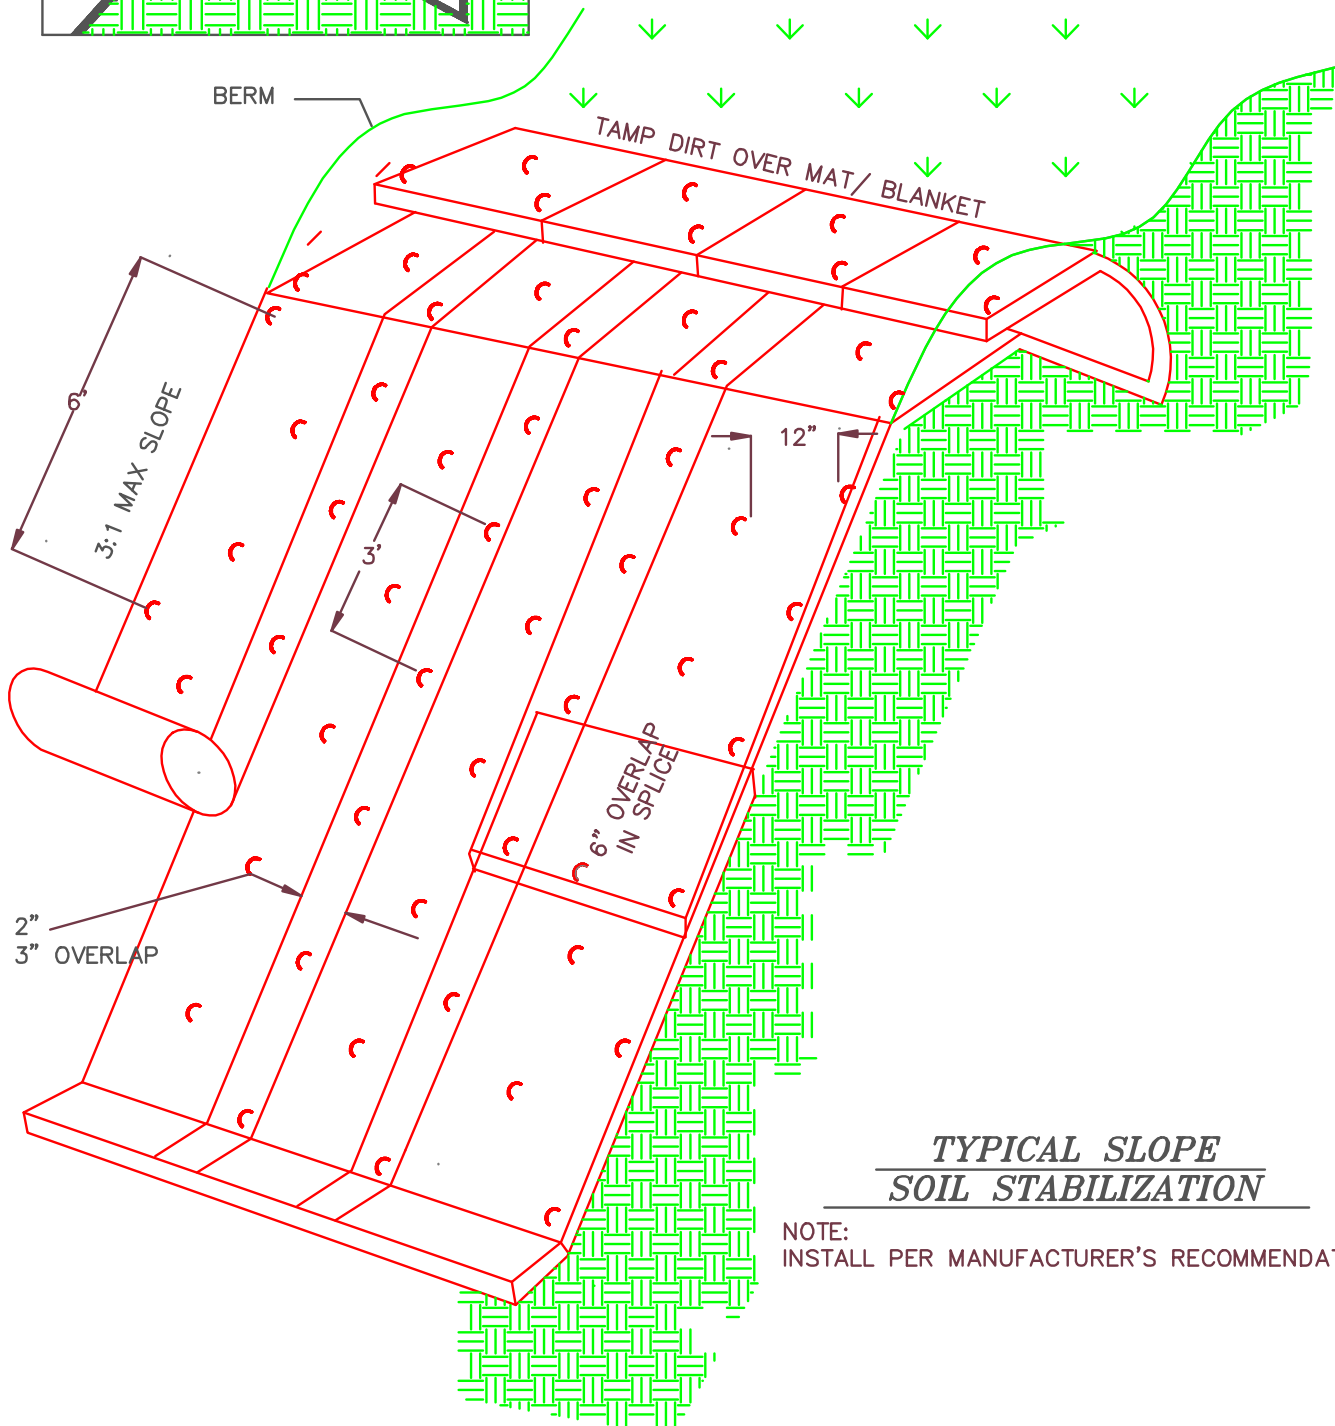 BERM
TAMP DIRT OVER MAT/ BLANKET
6'
3:1 MAX SLOPE
12"
3'
6" OVERLAP
IN SPLICE
2"
3" OVERLAP
TYPICAL SLOPE
SOIL STABILIZATION
NOTE:
INSTALL PER MANUFACTURER'S